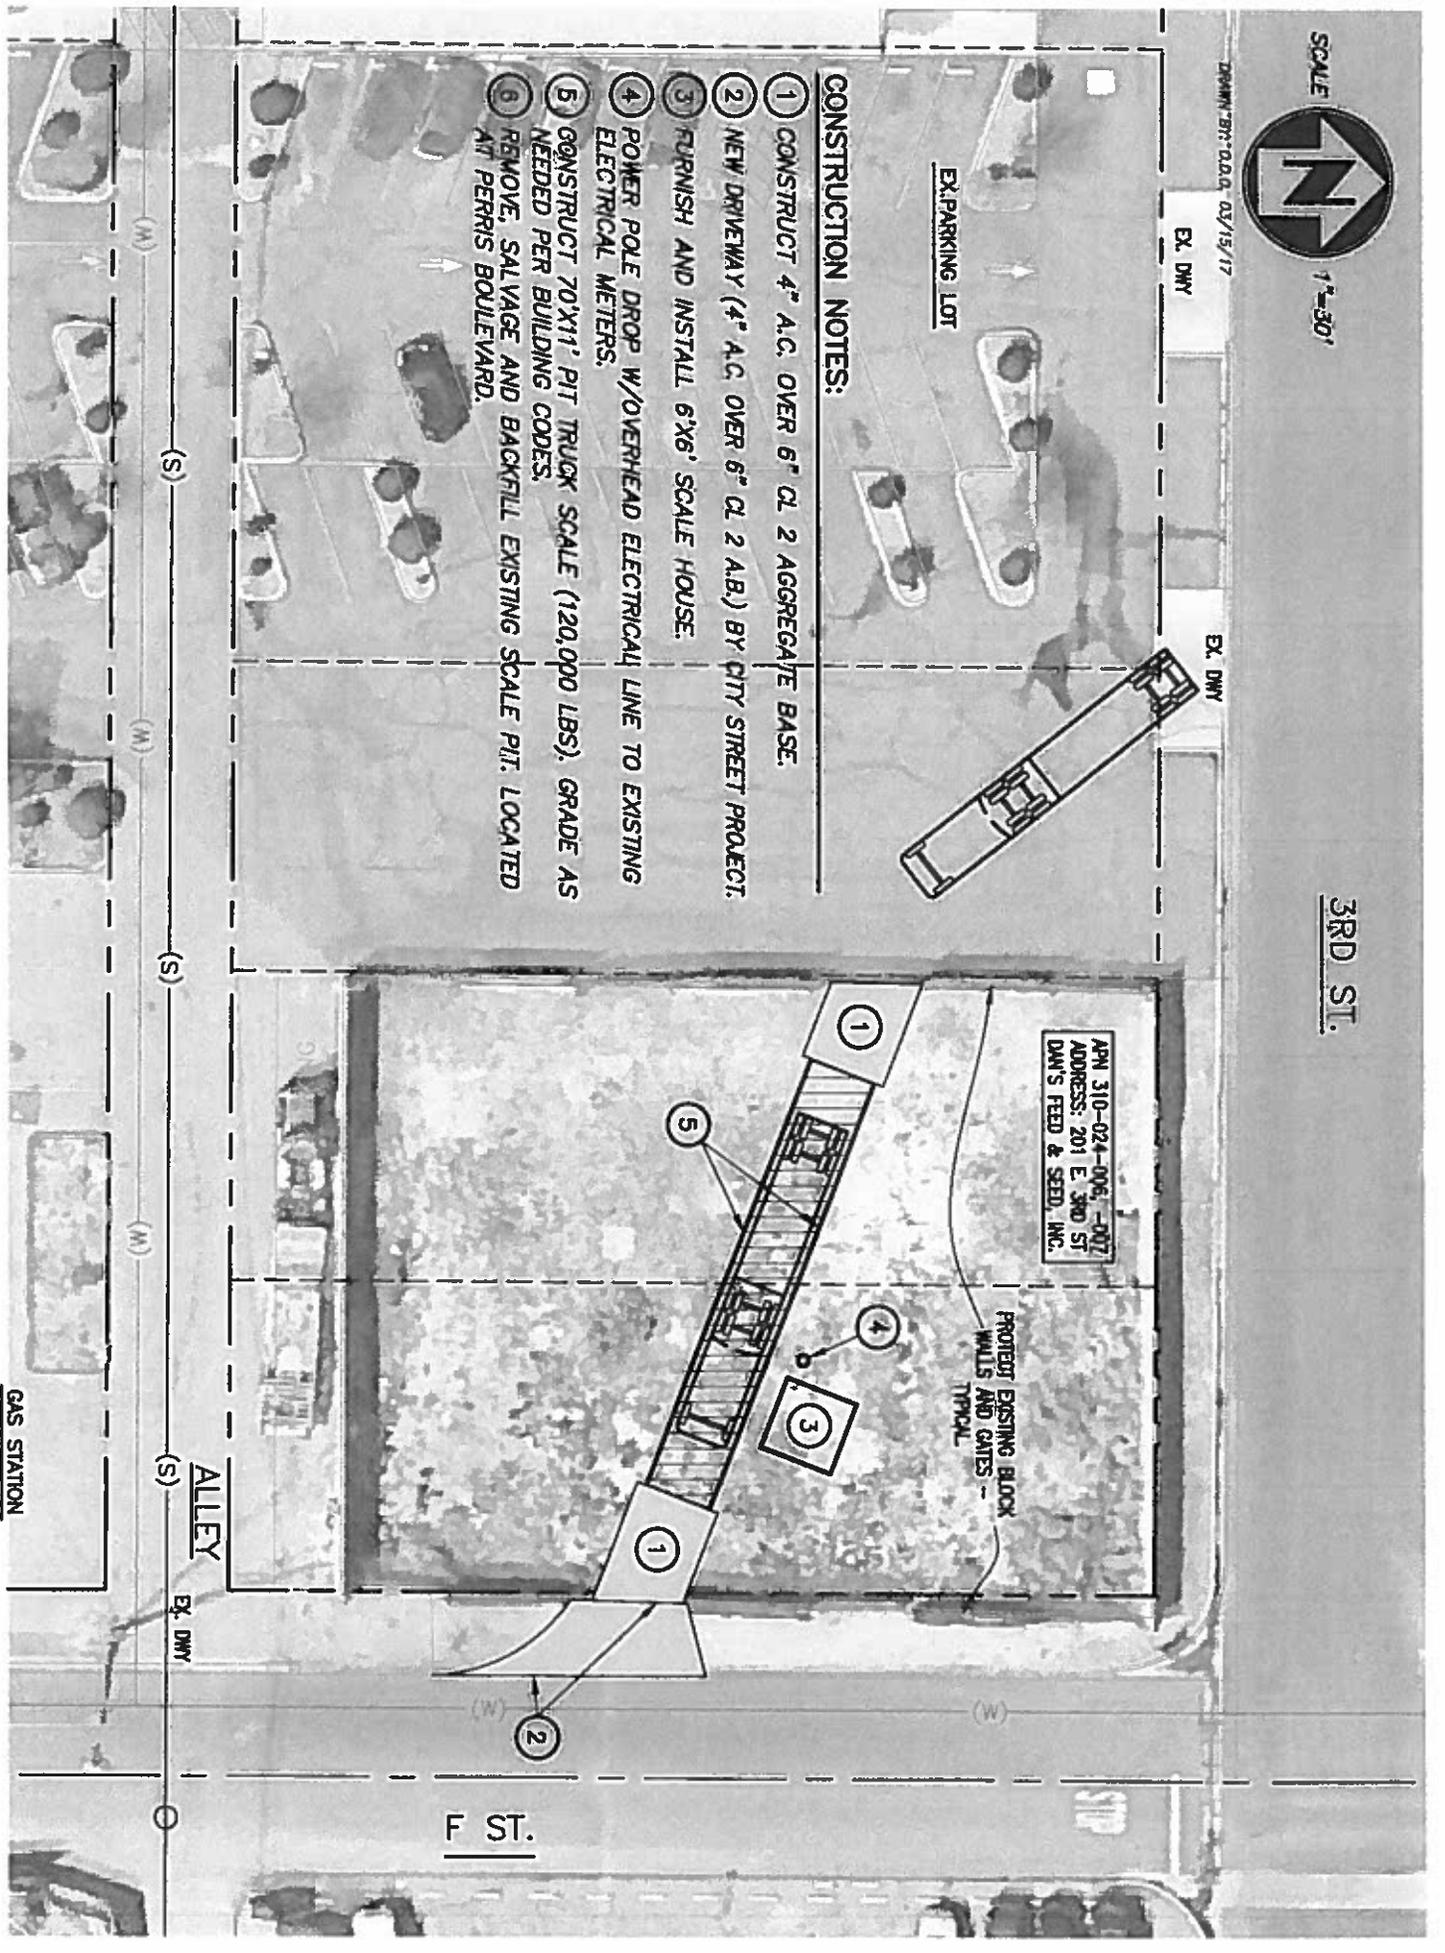 SCALE
N
1"=30'
DRAWN BY: O.D.O. 03/15/17
3RD ST.
EX. DWY
EX. DWY
EX.PARKING LOT
CONSTRUCTION NOTES:
1 CONSTRUCT 4" A.C. OVER 6" CL 2 AGGREGATE BASE.
2 NEW DRIVEWAY (4" A.C. OVER 6" CL 2 A.B.) BY CITY STREET PROJECT.
3 FURNISH AND INSTALL 6'X6' SCALE HOUSE.
4 POWER POLE DROP W/OVERHEAD ELECTRICAL LINE TO EXISTING
ELECTRICAL METERS.
5 CONSTRUCT 70'X11' PIT TRUCK SCALE (120,000 LBS). GRADE AS
NEEDED PER BUILDING CODES.
6 REMOVE, SALVAGE AND BACKFILL EXISTING SCALE PIT. LOCATED
AT PERRIS BOULEVARD.
APN 310-024-006, -007
ADDRESS: 201 E. 3RD ST
DAN'S FEED & SEED, INC.
PROTECT EXISTING BLOCK
WALLS AND GATES -
TYPICAL
1
5
4
3
1
2
(W)
(W)
STOP
F ST.
(W)
(W)
(W)
(S)
(S)
(S)
ALLEY
EX. DWY
GAS STATION